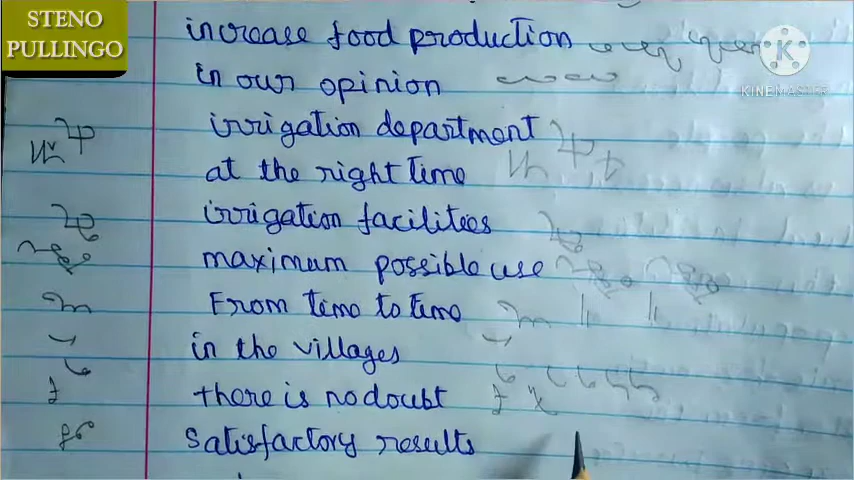 STENO
PULLINGO
KINEMASTER
increase food production
in our opinion
irrigation department
at the right time
irrigation facilities
maximum possible use
From time to time
in the villages
there is no doubt
satisfactory results